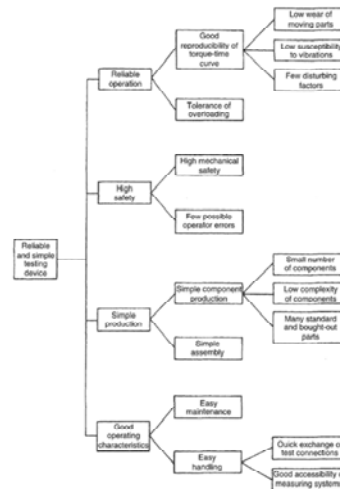 Low wear of
moving parts
Good
reproducibility of
torque-time
curve
Low susceptibility
to vibrations
Few disturbing
factors
Reliable
operation
Tolerance of
overloading
High mechanical
safety
High
safety
Few possible
operator errors
Reliable
and simple
testing
device
Small number
of components
Simple component
production
Low complexity
of components
Many standard
and bought-out
parts
Simple
production
Simple
assembly
Easy
maintenance
Good
operating
characteristics
Easy
handling
Quick exchange of
test connections
Good accessibility of
measuring systems